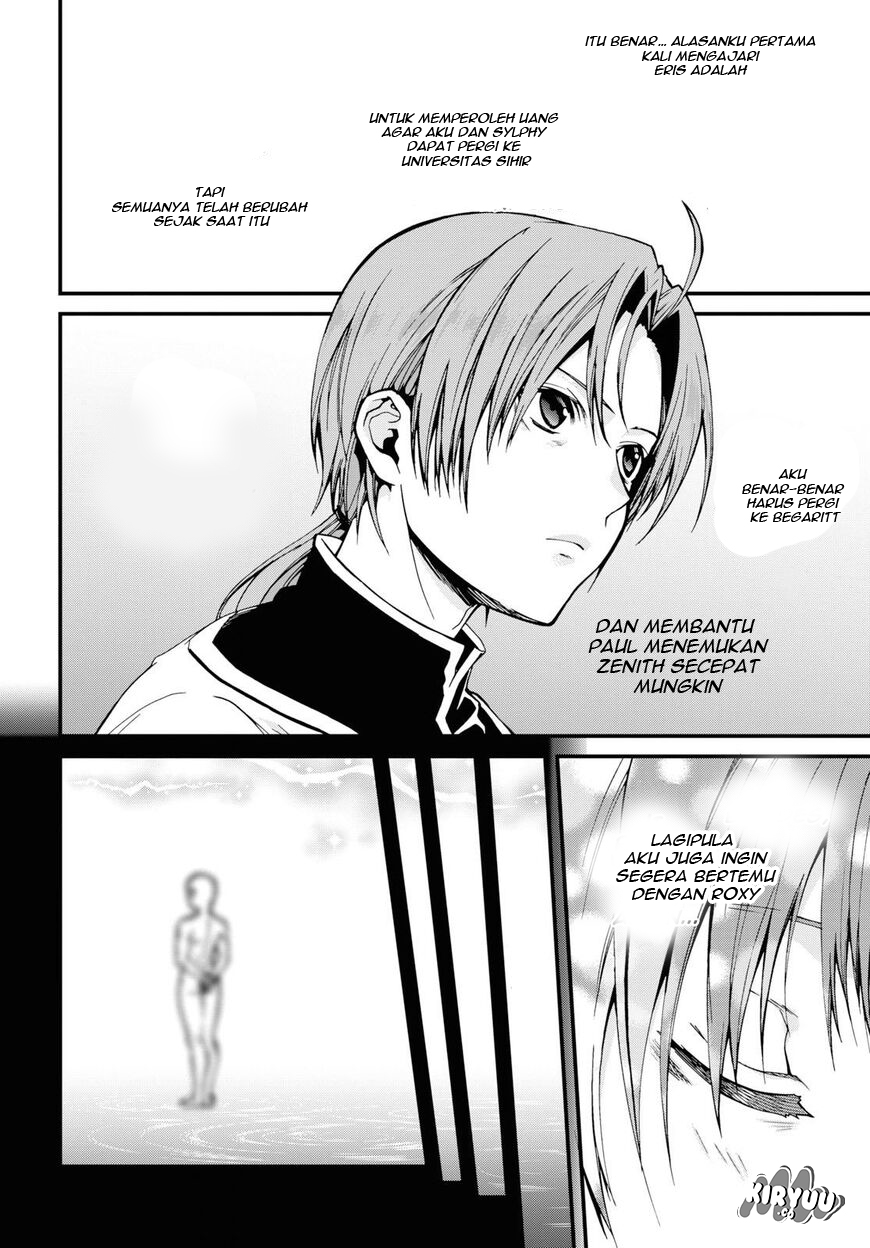 ITU BENAR... ALASANKU PERTAMA
KALI MENGAJARI
ERIS ADALAH
UNTUK MEMPEROLEH UANG
AGAR AKU DAN SYLPHY
DAPAT PERGI KE
UNIVERSITAS SIHIR
TAPI
SEMUANYA TELAH BERUBAH
SEJAK SAAT ITU
AKU
BENAR-BENAR
HARUS PERGI
KE BEGARITT
DAN MEMBANTU
PAUL MENEMUKAN
ZENITH SECEPAT
MUNGKIN
LAGIPULA
AKU JUGA INGIN
SEGERA BERTEMU
DENGAN ROXY
...
KIRYUU
.CO